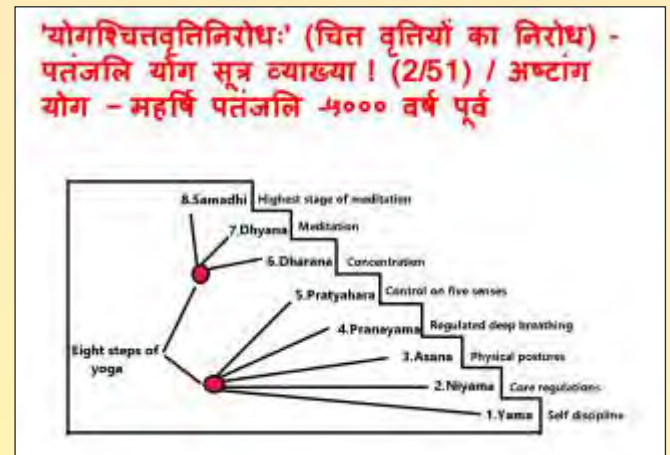 'योगश्चित्तवृत्तिनिरोधः' (चित्त वृत्तियों का निरोध) -
पतंजलि योग सूत्र व्याख्या ! (2/51) / अष्टांग
योग - महर्षि पतंजलि -५००० वर्ष पूर्व
8.Samadhi Highest stage of meditation
7.Dhyana Meditation
6.Dharana Concentration
5.Pratyahara Control on five senses
4.Praneyama Regulated deep breathing
Eight steps of
yoga
3.Asana Physical postures
2.Niyama Care regulations
1.Yama Self discipline